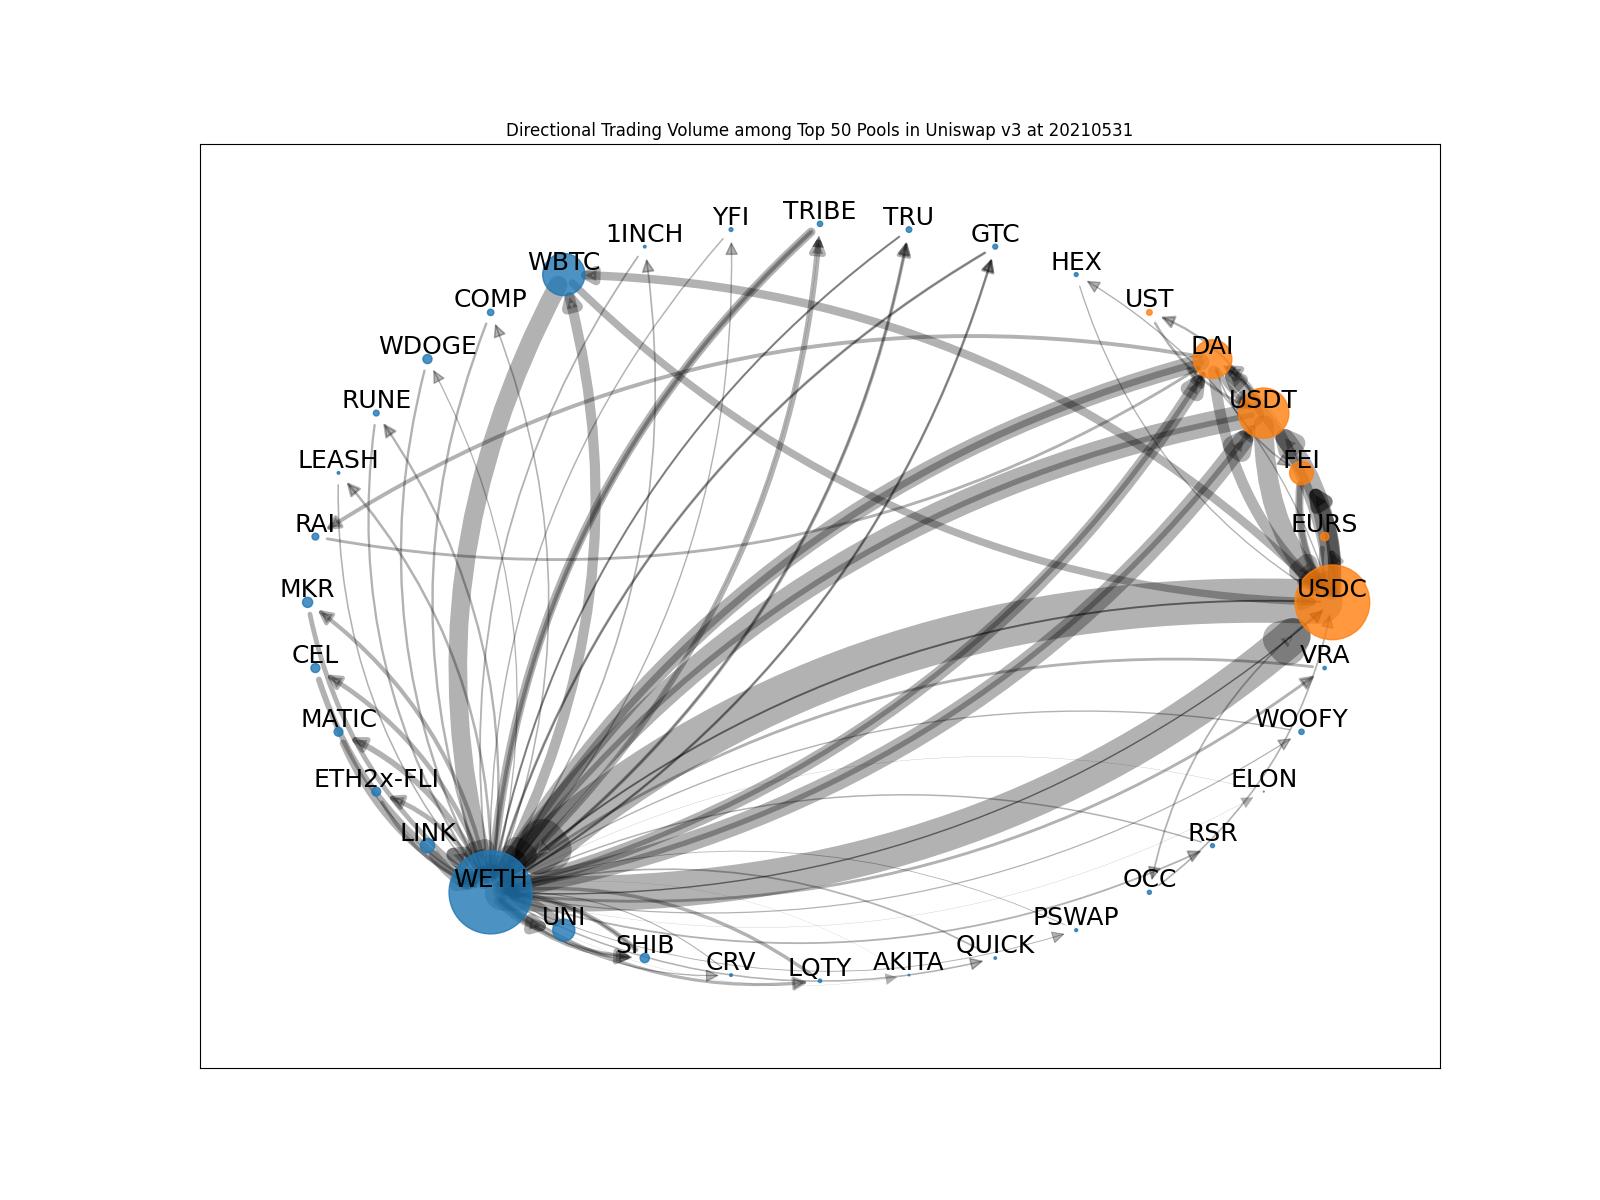 Directional Trading Volume among Top 50 Pools in Uniswap v3 at 20210531
TRIBE
YFI
TRU
1INCH
GTC
WBTC
HEX
COMP
UST
WDOGE
DAI
RUNE
USDT
LEASH
FEI
RAI
EURS
MKR
USDC
CEL
VRA
MATIC
WOOFY
ETH2x-FLI
ELON
LINK
RSR
WETH
OCC
UNI
PSWAP
SHIB
QUICK
CRV
AKITA
LQTY